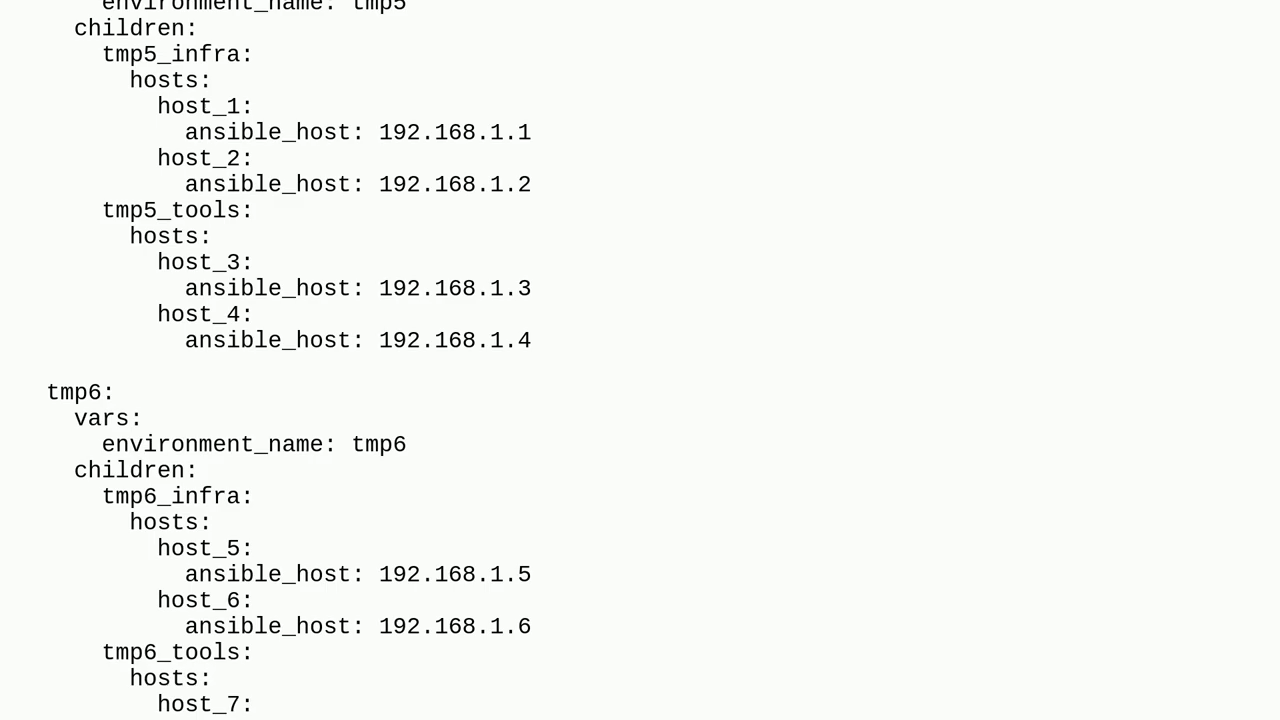 environment_name: tmp5
children:
tmp5_infra:
hosts:
host_1:
ansible_host: 192.168.1.1
host_2:
ansible_host: 192.168.1.2
tmp5_tools:
hosts:
host_3:
ansible_host: 192.168.1.3
host_4:
ansible_host: 192.168.1.4
tmp6:
vars:
environment_name: tmp6
children:
tmp6_infra:
hosts:
host_5:
ansible_host: 192.168.1.5
host_6:
ansible_host: 192.168.1.6
tmp6_tools:
hosts:
host_7: